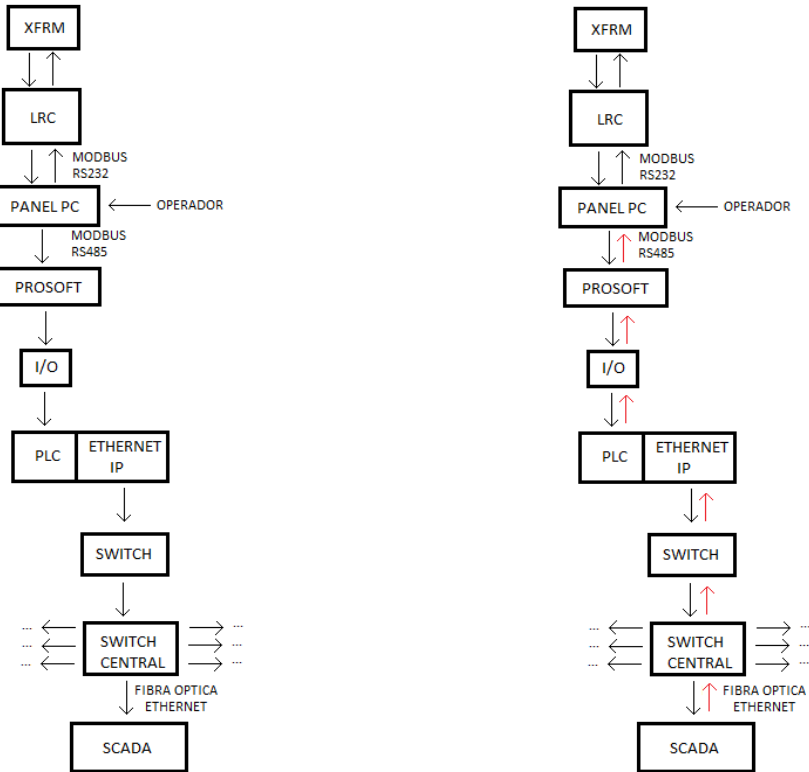 XFRM
LRC
MODBUS
RS232
PANEL PC
OPERADOR
MODBUS
RS485
PROSOFT
I/O
PLC
ETHERNET
IP
SWITCH
...
...
...
SWITCH
CENTRAL
...
...
...
FIBRA OPTICA
ETHERNET
SCADA
XFRM
LRC
MODBUS
RS232
PANEL PC
OPERADOR
MODBUS
RS485
PROSOFT
I/O
PLC
ETHERNET
IP
SWITCH
...
...
...
SWITCH
CENTRAL
...
...
...
FIBRA OPTICA
ETHERNET
SCADA